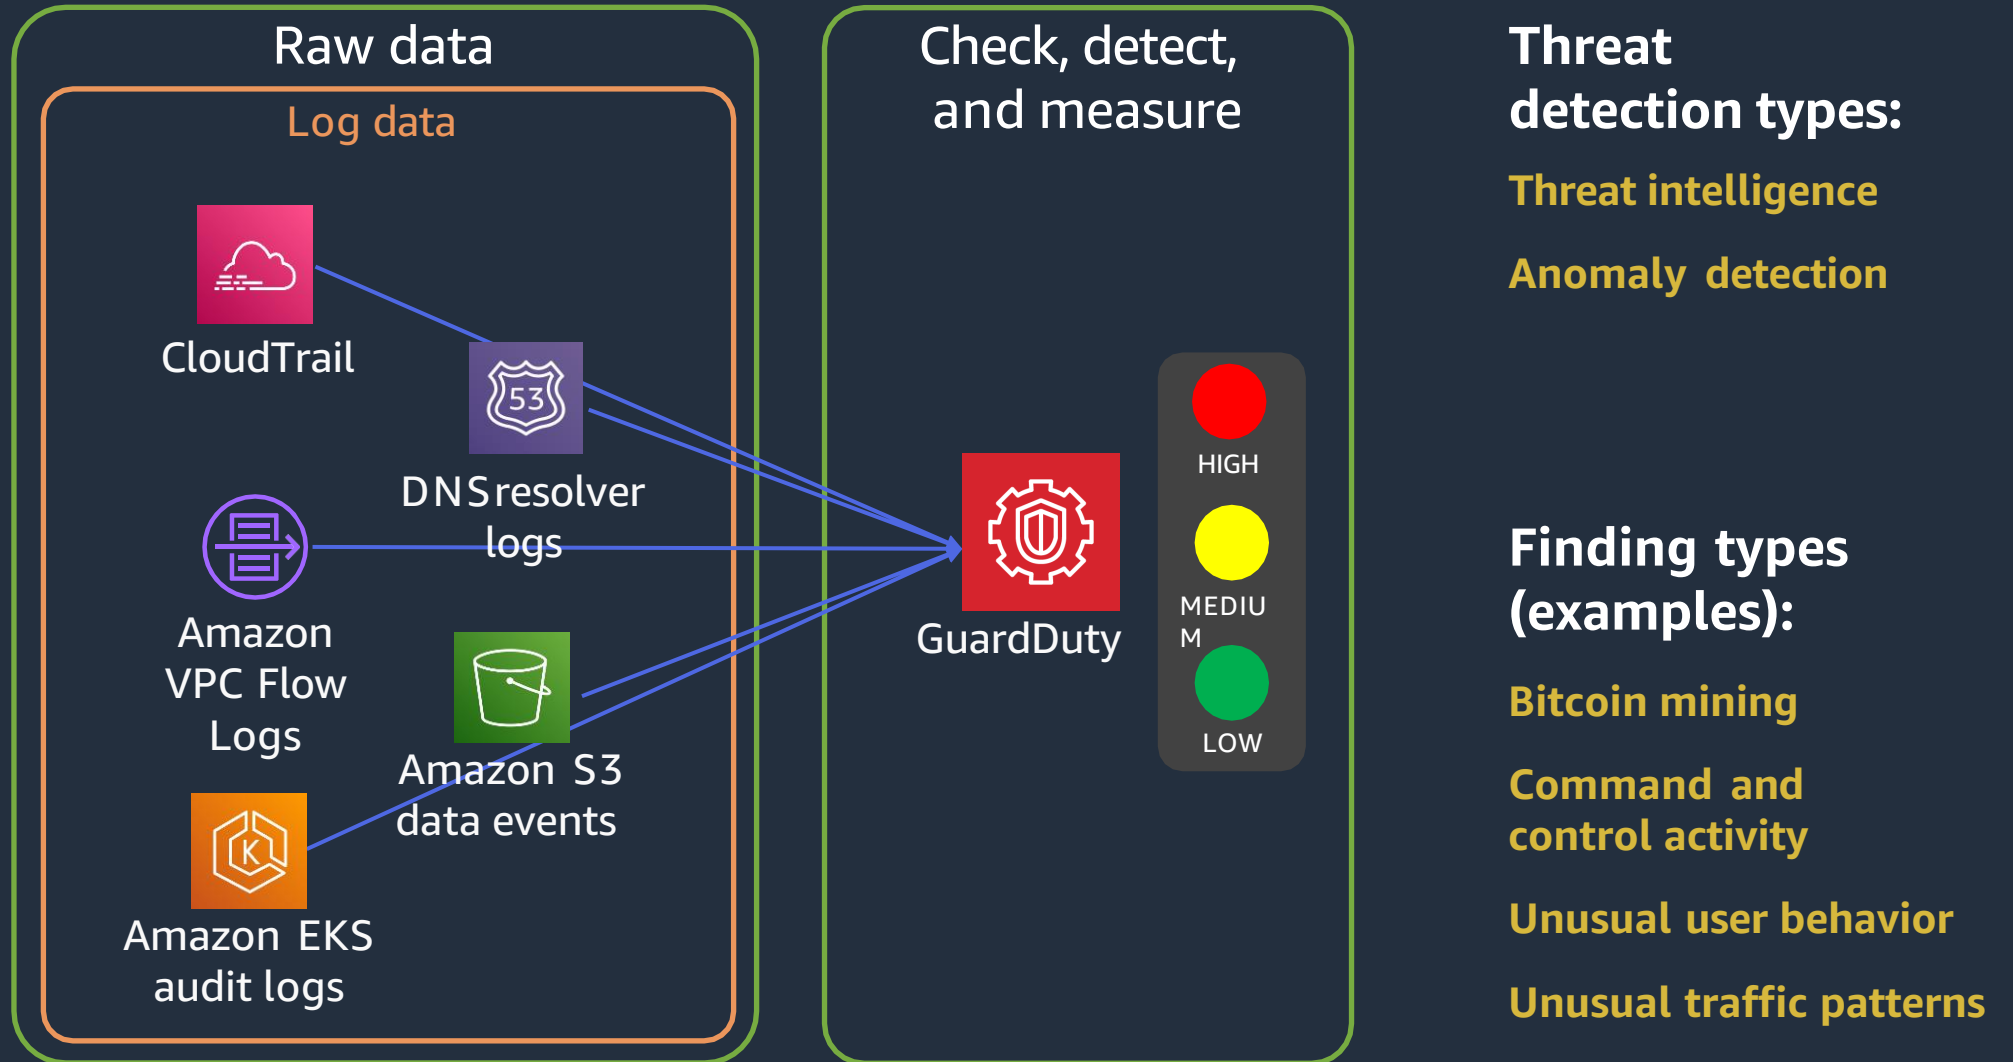 Raw data
Log data
CloudTrail
53
DNS resolver
logs
Amazon
VPC Flow
Logs
Amazon S3
data events
K
Amazon EKS
audit logs
Check, detect,
and measure
GuardDuty
HIGH
MEDIU
M
LOW
Threat
detection types:
Threat intelligence
Anomaly detection
Finding types
(examples):
Bitcoin mining
Command and
control activity
Unusual user behavior
Unusual traffic patterns